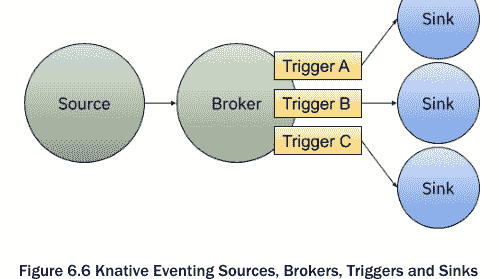 Sink
Trigger A
Source
Broker
Trigger B
Sink
Trigger C
Sink
Figure 6.6 Knative Eventing Sources, Brokers, Triggers and Sinks